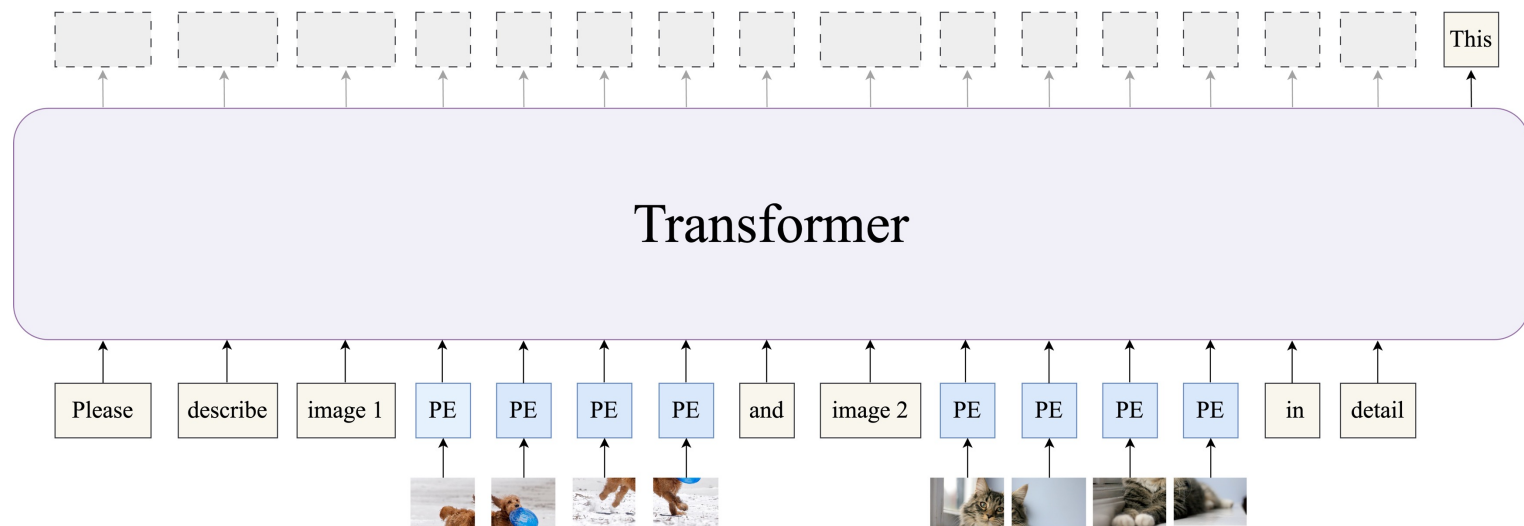 This
Transformer
Please describe image 1 PE PE PE PE and image 2 PE PE PE PE in detail